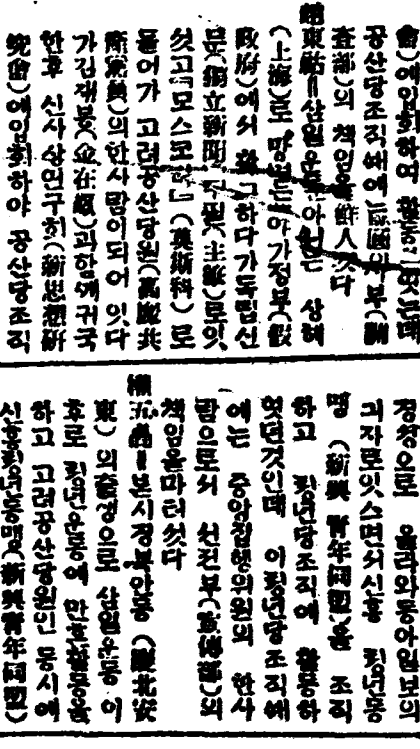 會)에입회하여 활동
공산당조직때에 부(調
査部)의 책임을
趙東祜=삼일운동이후는 상해
(上海)로 망명하야가정부(假
政府)에서 하다가독립신
문(獨立新聞)주필(主筆)로잇
섯고『모스코바』(莫斯科)로
들어가 고려공산당원(高麗共
産黨員)의한사람이되어 잇다
가김재봉(金在鳳)과함께귀국
한후 신사상연구회(新思想硏
究會)에입회하야 공산당조직
정상으로 올라와동아일보의
긔자로잇스면서신흥 청년동
맹 (新興 靑年同盟)을 조직
하고 청년당조직에 활동하
엿던것인데 이청년당조직때
에는 중앙집행위원의 한사
람으로서 선전부(宣傳部)의
책임을마터섯다
權五卨=본시경북안동 (慶北安
東) 의출생으로 삼일운동 이
후로 청년운동에 만흔활동을
하고 고려공산당원인 동시에
신흥청년동맹(新興靑年同盟)